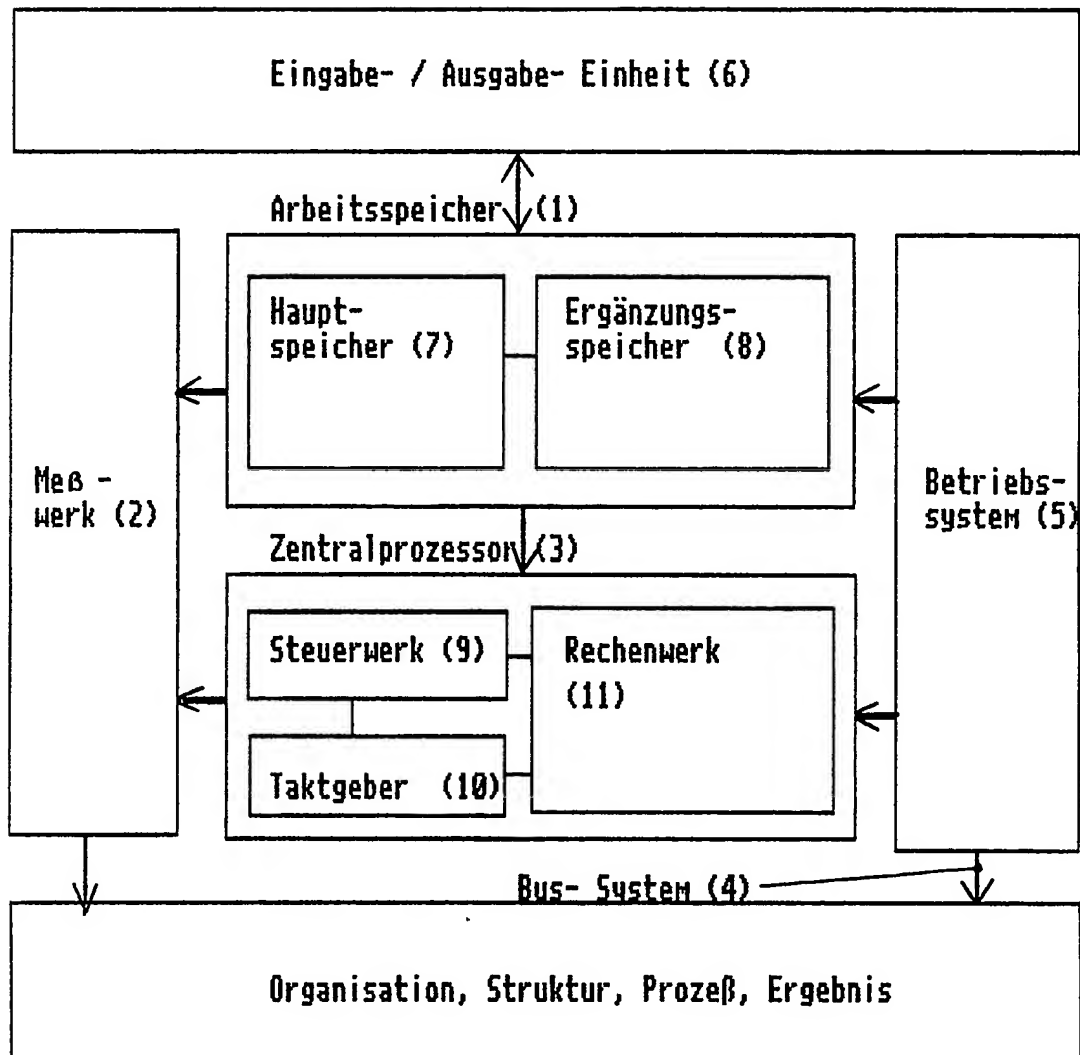 Eingabe- / Ausgabe- Einheit (6)
Arbeitsspeicher (1)
Haupt-
speicher (7)
Ergänzungs-
speicher (8)
Meß -
werk (2)
Betriebs-
system (5)
Zentralprozessor (3)
Steuerwerk (9)
Rechenwerk
(11)
Taktgeber (10)
Bus- System (4)
Organisation, Struktur, Prozeß, Ergebnis